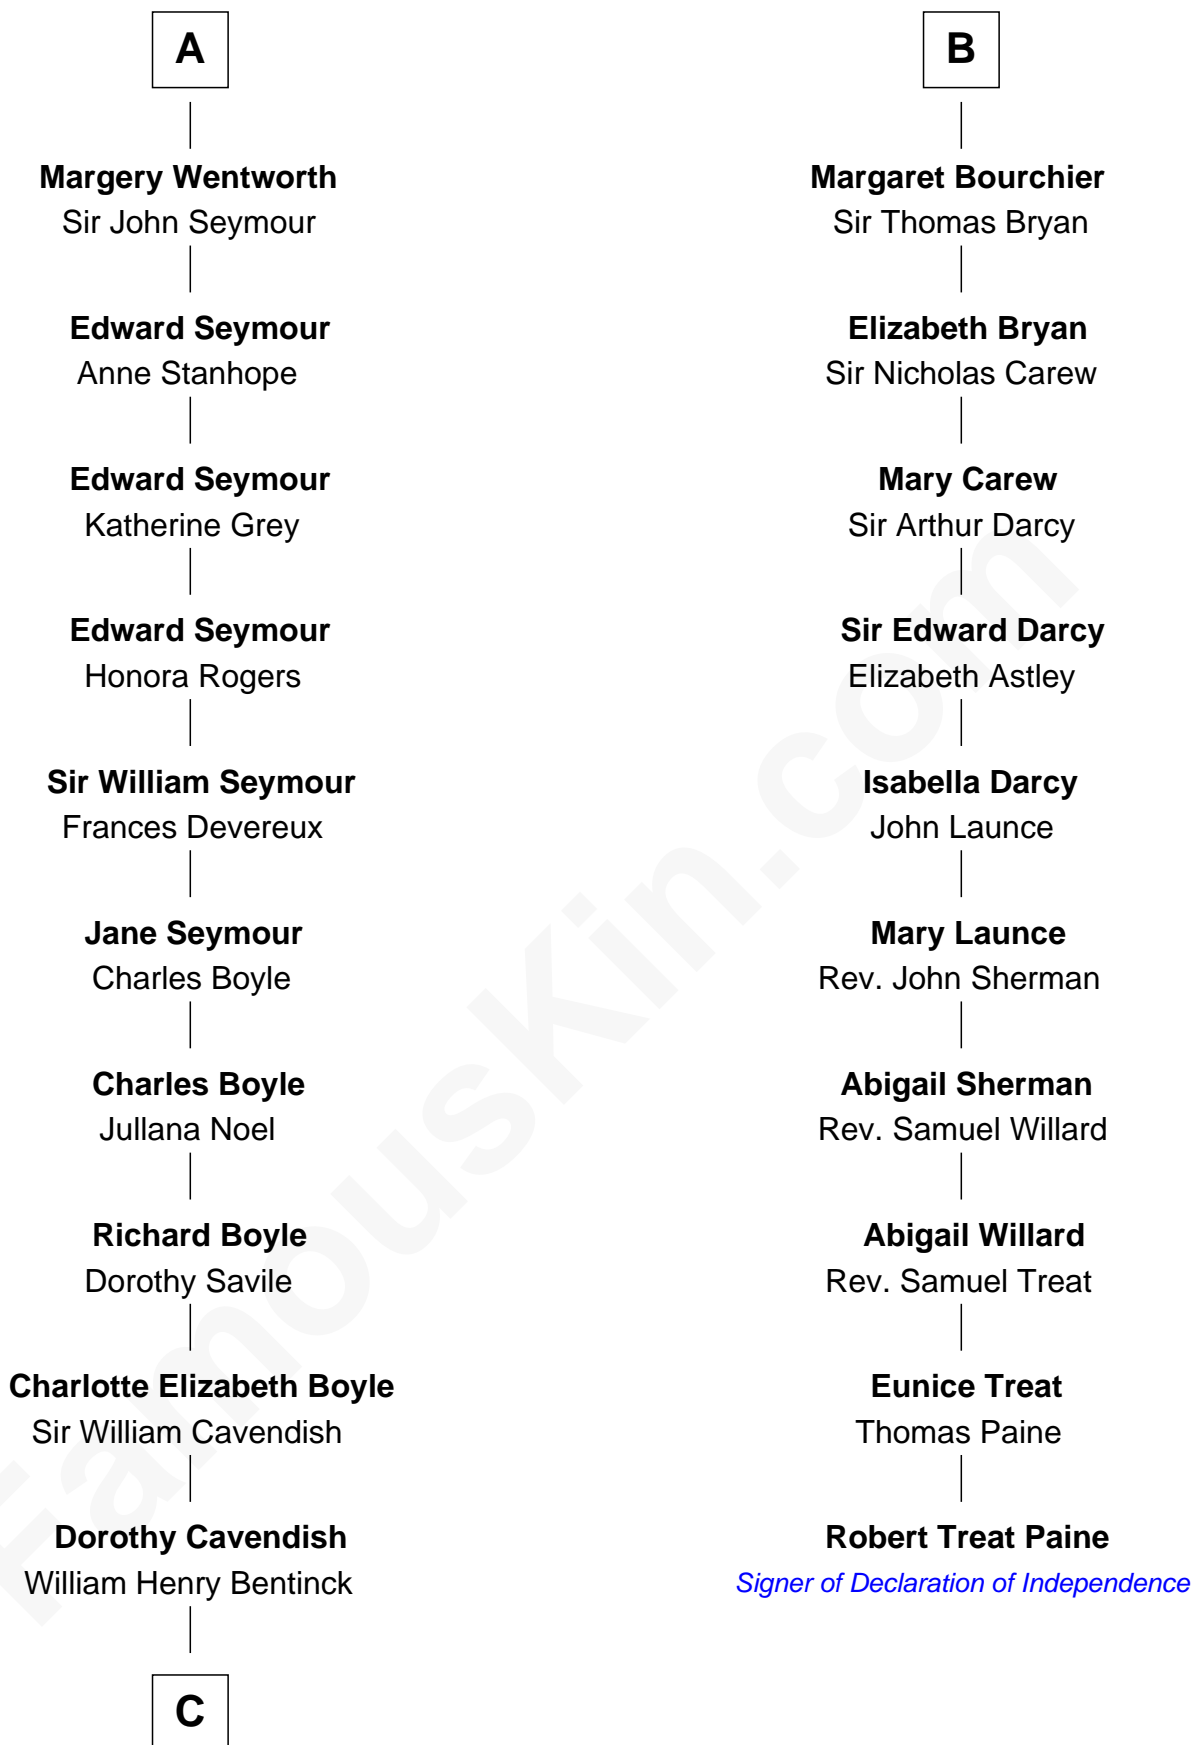 A
Margery Wentworth
Sir John Seymour
Edward Seymour
Anne Stanhope
Edward Seymour
Katherine Grey
Edward Seymour
Honora Rogers
Sir William Seymour
Frances Devereux
Jane Seymour
Charles Boyle
Charles Boyle
Jullana Noel
Richard Boyle
Dorothy Savile
Charlotte Elizabeth Boyle
Sir William Cavendish
Dorothy Cavendish
William Henry Bentinck
C
B
Margaret Bourchier
Sir Thomas Bryan
Elizabeth Bryan
Sir Nicholas Carew
Mary Carew
Sir Arthur Darcy
Sir Edward Darcy
Elizabeth Astley
Isabella Darcy
John Launce
Mary Launce
Rev. John Sherman
Abigail Sherman
Rev. Samuel Willard
Abigail Willard
Rev. Samuel Treat
Eunice Treat
Thomas Paine
Robert Treat Paine
Signer of Declaration of Independence
FamousKin.com